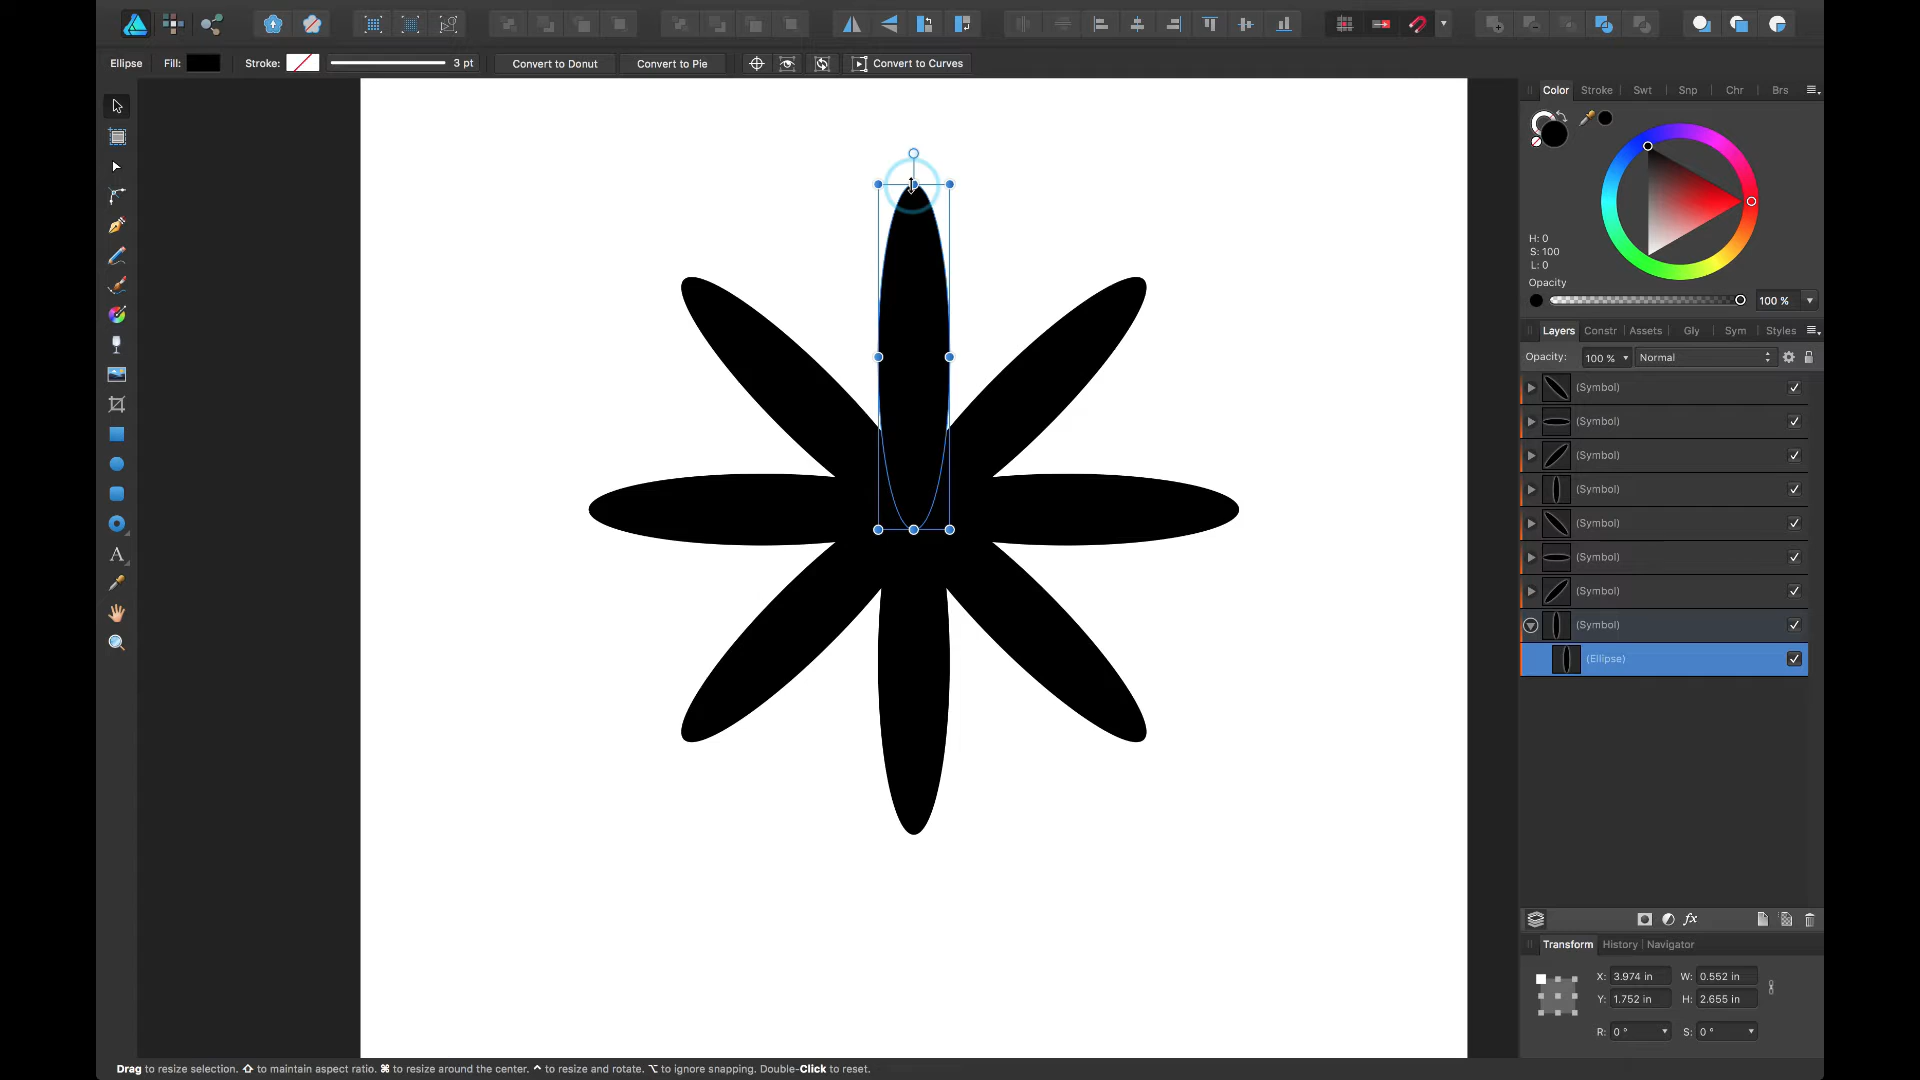 Ellipse Fill: Stroke: 3 pt Convert to Donut Convert to Pie Convert to Curves
Color Stroke Swt Snp Chr Brs
H: 0
S: 100
L: 0
Opacity
100 %
Layers Constr Assets Gly Sym Styles
Opacity: 100 % Normal
(Symbol)
(Symbol)
(Symbol)
(Symbol)
(Symbol)
(Symbol)
(Symbol)
(Symbol)
(Ellipse)
A
fx
Transform History Navigator
X: 3.974 in W: 0.552 in
Y: 1.752 in H: 2.655 in
R: 0 ° S: 0 °
Drag to resize selection. ⇧ to maintain aspect ratio. ⌘ to resize around the center. ⌃ to resize and rotate. ⌥ to ignore snapping. Double-Click to reset.